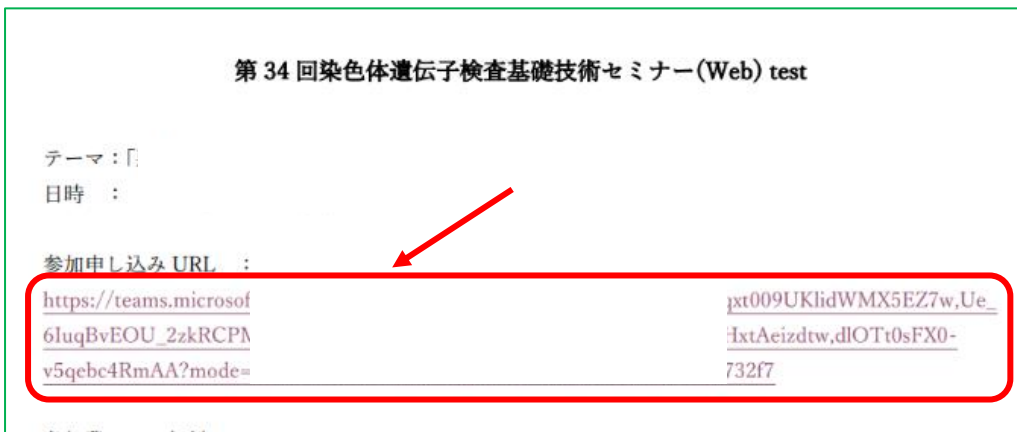 第 34 回染色体遺伝子検査基礎技術セミナー(Web) test
テーマ：「
日時　：
参加申し込み URL　：
https://teams.microsof qxt009UKlidWMX5EZ7w,Ue_
6IuqBvEOU_2zkRCPM HxtAeizdtw,dlOTt0sFX0-
v5qebc4RmAA?mode= 732f7